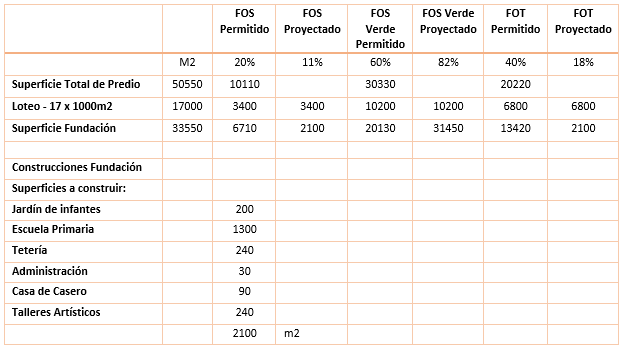 FOS Permitido FOS Proyectado FOS Verde Permitido FOS Verde Proyectado FOT Permitido FOT Proyectado
M2 20% 11% 60% 82% 40% 18%
Superficie Total de Predio 50550 10110 30330 20220
Loteo - 17 x 1000m2 17000 3400 3400 10200 10200 6800 6800
Superficie Fundación 33550 6710 2100 20130 31450 13420 2100
Construcciones Fundación
Superficies a construir:
Jardín de infantes 200
Escuela Primaria 1300
Tetería 240
Administración 30
Casa de Casero 90
Talleres Artísticos 240
2100 m2